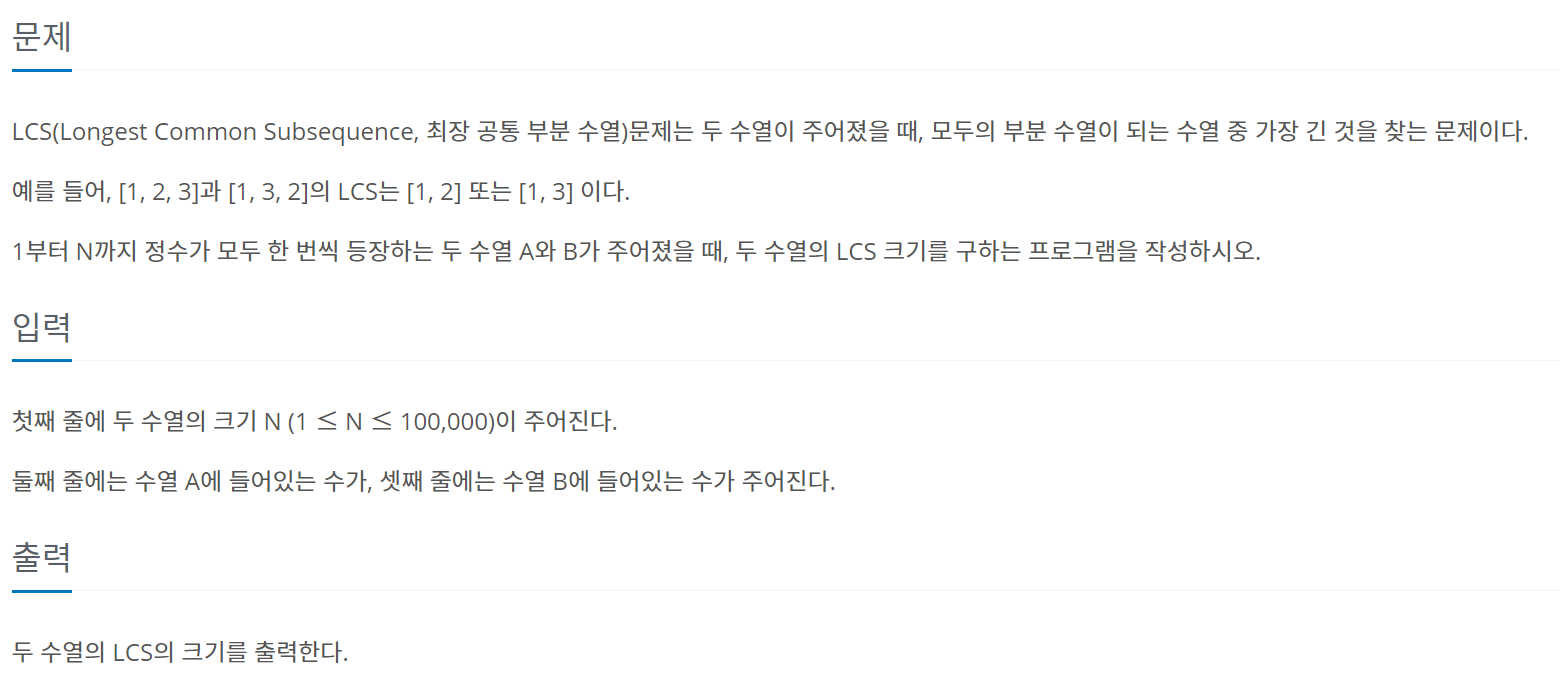 문제
LCS(Longest Common Subsequence, 최장 공통 부분 수열)문제는 두 수열이 주어졌을 때, 모두의 부분 수열이 되는 수열 중 가장 긴 것을 찾는 문제이다.
예를 들어, [1, 2, 3]과 [1, 3, 2]의 LCS는 [1, 2] 또는 [1, 3] 이다.
1부터 N까지 정수가 모두 한 번씩 등장하는 두 수열 A와 B가 주어졌을 때, 두 수열의 LCS 크기를 구하는 프로그램을 작성하시오.
입력
첫째 줄에 두 수열의 크기 N (1 ≤ N ≤ 100,000)이 주어진다.
둘째 줄에는 수열 A에 들어있는 수가, 셋째 줄에는 수열 B에 들어있는 수가 주어진다.
출력
두 수열의 LCS의 크기를 출력한다.